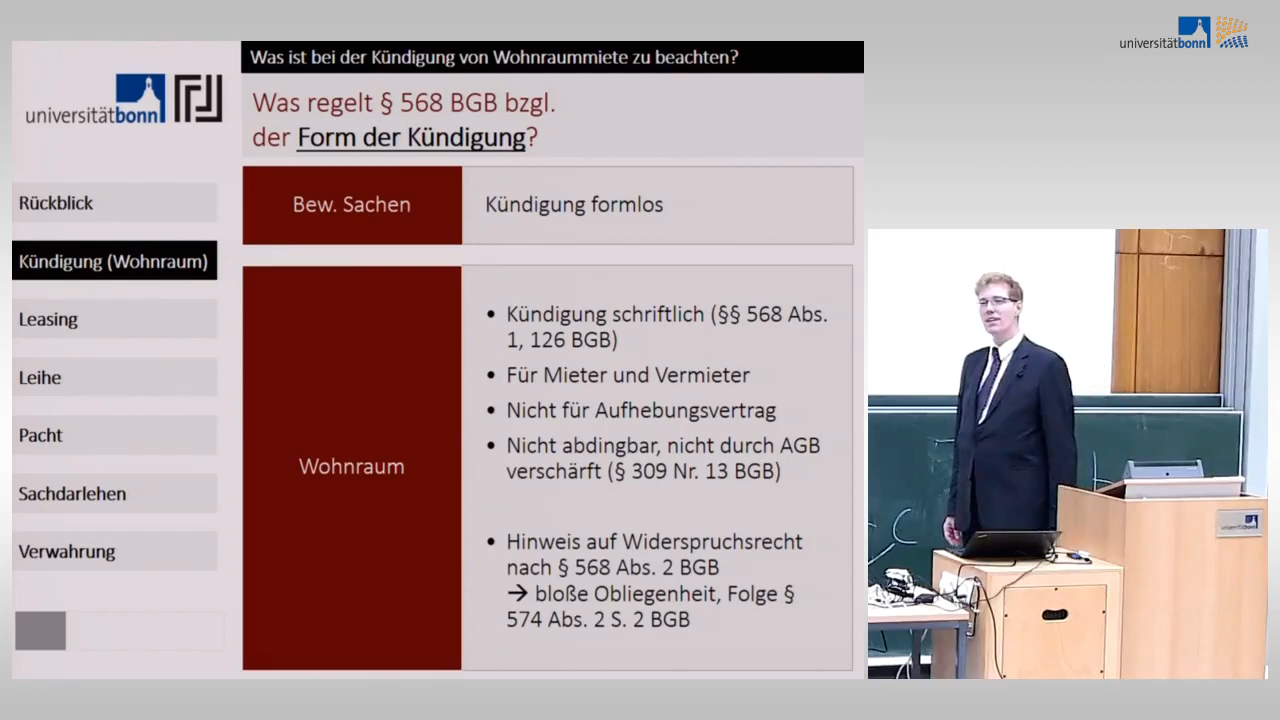 universitätbonn
Was ist bei der Kündigung von Wohnraummiete zu beachten?
universitätbonn
Was regelt § 568 BGB bzgl.
der Form der Kündigung?
Rückblick
Kündigung (Wohnraum)
Leasing
Leihe
Pacht
Sachdarlehen
Verwahrung
Bew. Sachen
Kündigung formlos
Wohnraum
• Kündigung schriftlich (§§ 568 Abs.
1, 126 BGB)
• Für Mieter und Vermieter
• Nicht für Aufhebungsvertrag
• Nicht abdingbar, nicht durch AGB
verschärft (§ 309 Nr. 13 BGB)
• Hinweis auf Widerspruchsrecht
nach § 568 Abs. 2 BGB
→ bloße Obliegenheit, Folge §
574 Abs. 2 S. 2 BGB
universitätbonn